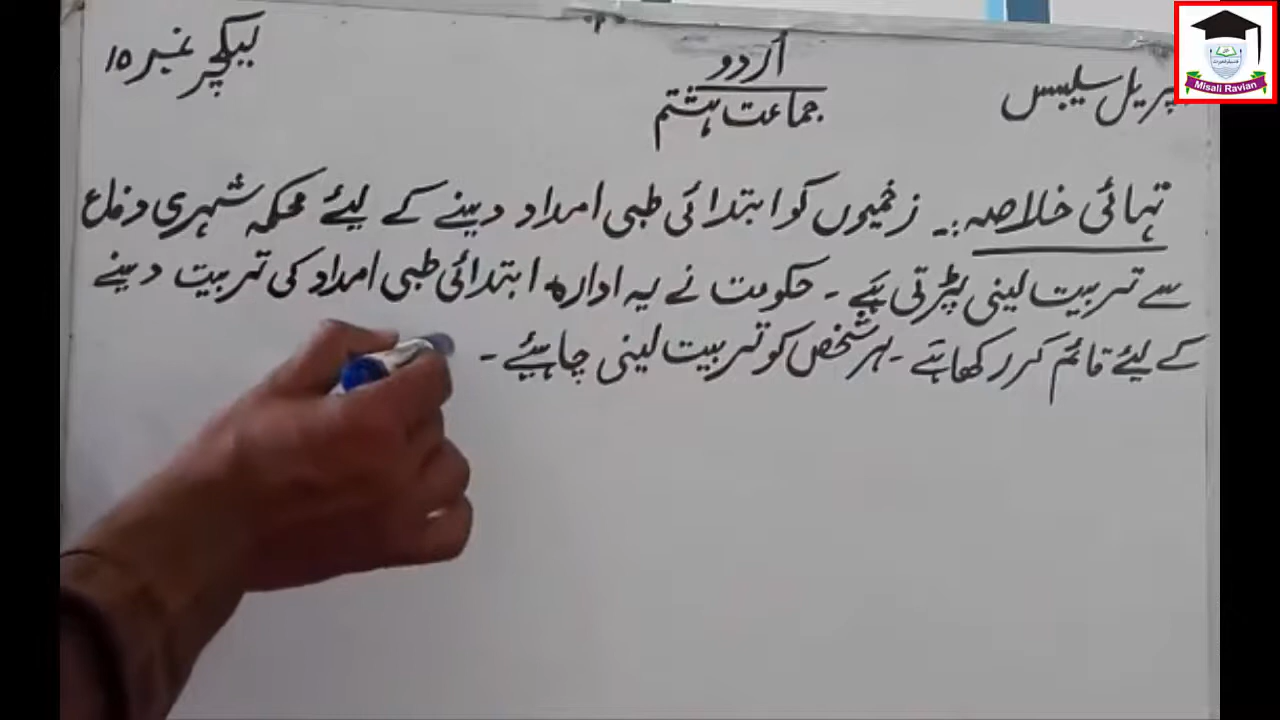 Misali Ravian
اپریل سلیبس
اُردو
جماعت ہشتم
لیکچر نمبر 15
تہائی خلاصہ :۔ زخمیوں کو ابتدائی طبی امداد دینے کے لیئے محکمہ شہری دفاع
سے تربیت لینی پڑتی ہے ۔ حکومت نے یہ ادارہ ابتدائی طبی امداد کی تربیت دینے
کے لیئے قائم کر رکھا ہے ۔ ہر شخص کو تربیت لینی چاہیئے ۔